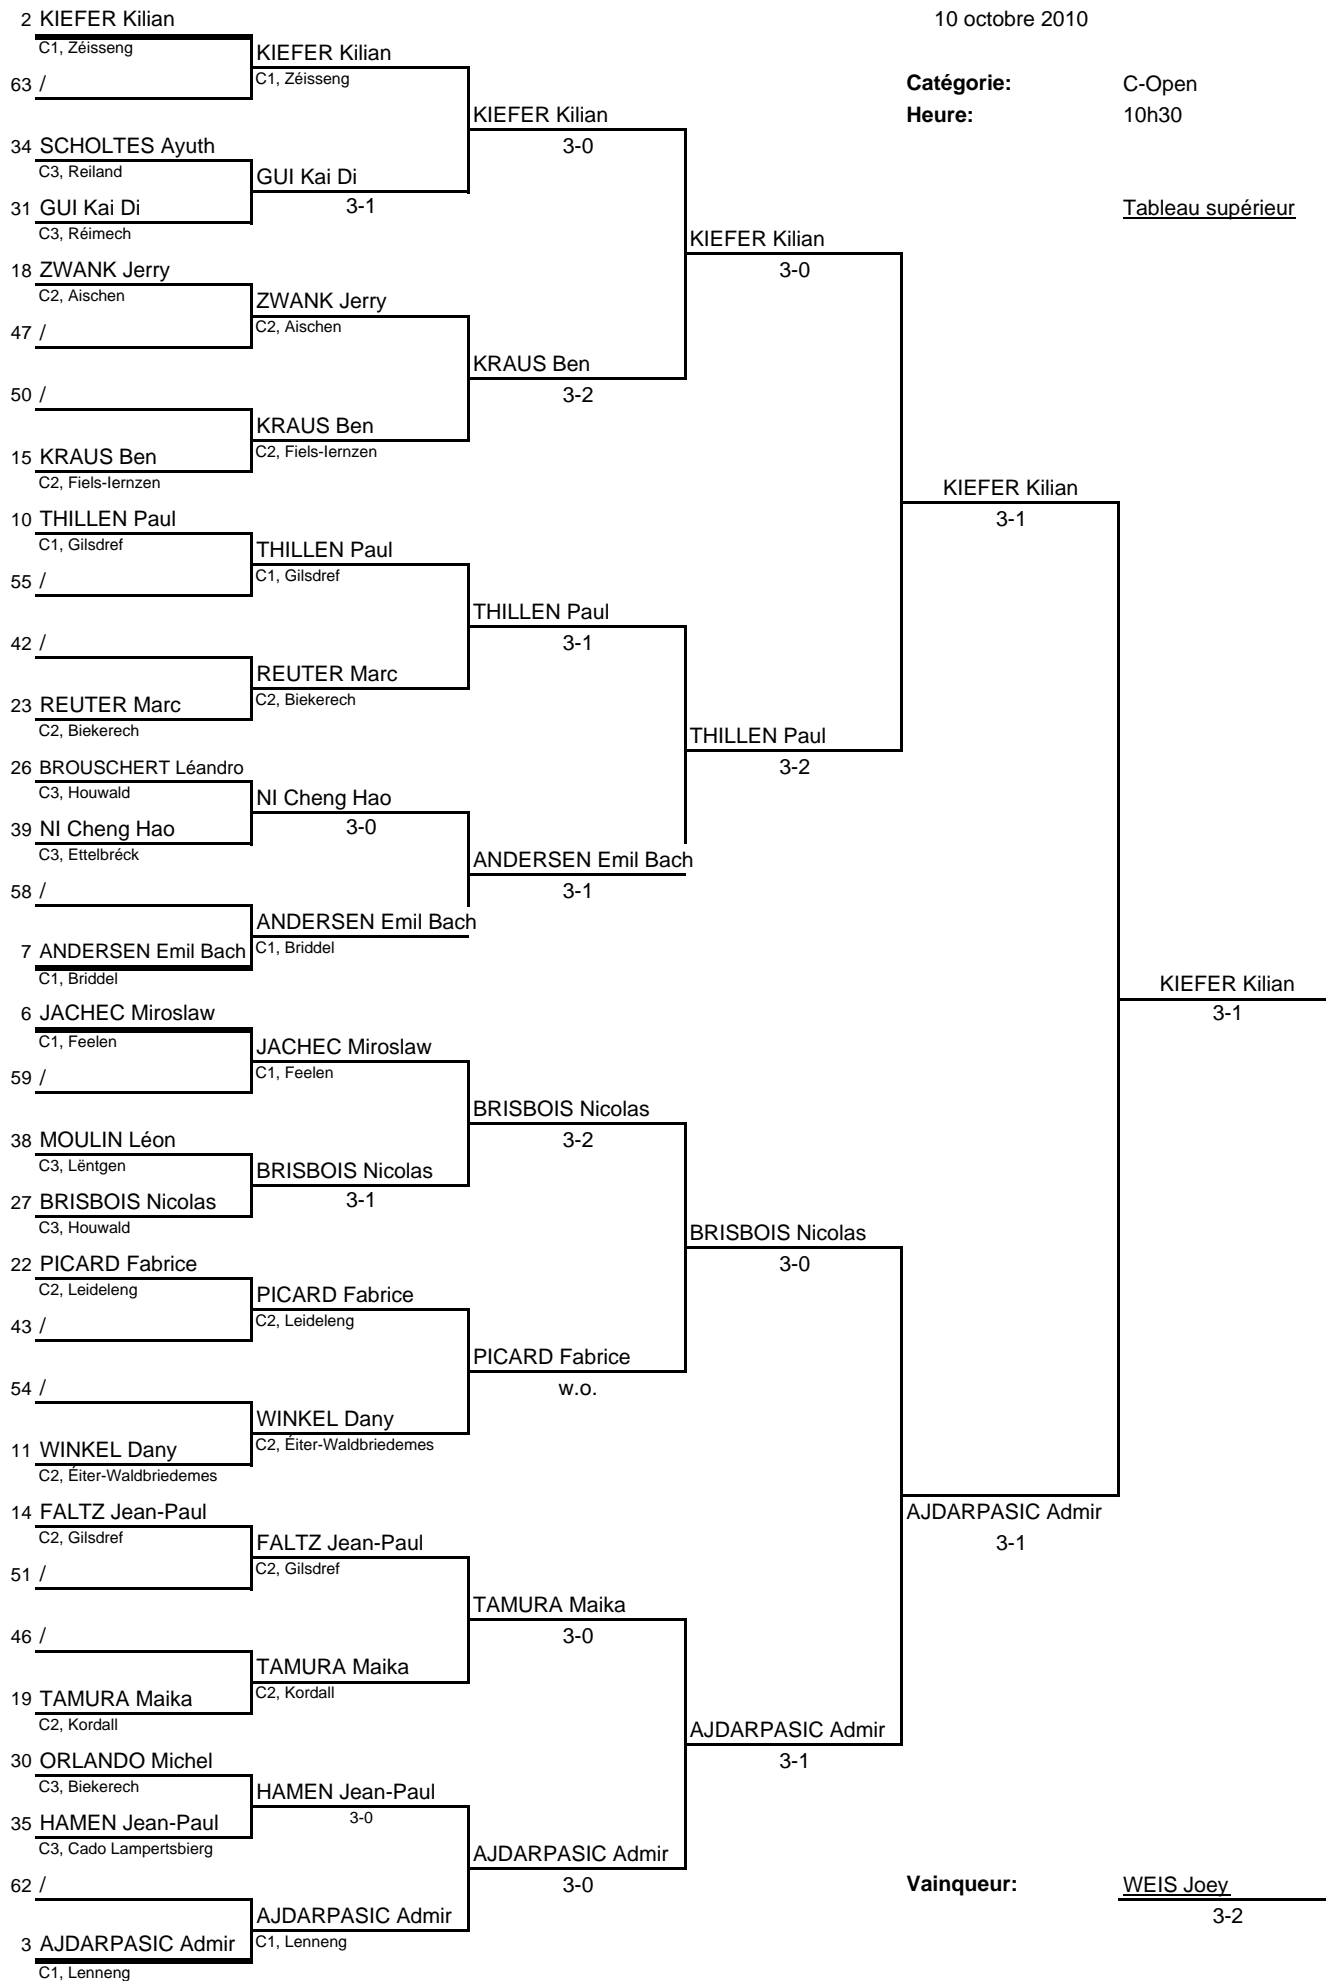 2 KIEFER Kilian
10 octobre 2010
C1, Zéisseng
KIEFER Kilian
63 /
C1, Zéisseng
Catégorie: C-Open
KIEFER Kilian
Heure: 10h30
34 SCHOLTES Ayuth
3-0
C3, Reiland
GUI Kai Di
31 GUI Kai Di
3-1
Tableau supérieur
C3, Réimech
KIEFER Kilian
18 ZWANK Jerry
3-0
C2, Aischen
ZWANK Jerry
47 /
C2, Aischen
KRAUS Ben
50 /
3-2
KRAUS Ben
15 KRAUS Ben
C2, Fiels-Iernzen
C2, Fiels-Iernzen
KIEFER Kilian
10 THILLEN Paul
3-1
C1, Gilsdref
THILLEN Paul
55 /
C1, Gilsdref
THILLEN Paul
42 /
3-1
REUTER Marc
23 REUTER Marc
C2, Biekerech
C2, Biekerech
THILLEN Paul
26 BROUSCHERT Léandro
3-2
C3, Houwald
NI Cheng Hao
39 NI Cheng Hao
3-0
C3, Ettelbréck
ANDERSEN Emil Bach
58 /
3-1
ANDERSEN Emil Bach
7 ANDERSEN Emil Bach
C1, Briddel
C1, Briddel
KIEFER Kilian
6 JACHEC Miroslaw
3-1
C1, Feelen
JACHEC Miroslaw
59 /
C1, Feelen
BRISBOIS Nicolas
38 MOULIN Léon
3-2
C3, Lëntgen
BRISBOIS Nicolas
27 BRISBOIS Nicolas
3-1
C3, Houwald
BRISBOIS Nicolas
22 PICARD Fabrice
3-0
C2, Leideleng
PICARD Fabrice
43 /
C2, Leideleng
PICARD Fabrice
54 /
w.o.
WINKEL Dany
11 WINKEL Dany
C2, Éiter-Waldbriedemes
C2, Éiter-Waldbriedemes
14 FALTZ Jean-Paul
AJDARPASIC Admir
C2, Gilsdref
3-1
FALTZ Jean-Paul
51 /
C2, Gilsdref
TAMURA Maika
46 /
3-0
TAMURA Maika
19 TAMURA Maika
C2, Kordall
C2, Kordall
AJDARPASIC Admir
30 ORLANDO Michel
3-1
C3, Biekerech
HAMEN Jean-Paul
35 HAMEN Jean-Paul
3-0
C3, Cado Lampertsbierg
AJDARPASIC Admir
62 /
3-0
Vainqueur: WEIS Joey
AJDARPASIC Admir
3-2
3 AJDARPASIC Admir
C1, Lenneng
C1, Lenneng